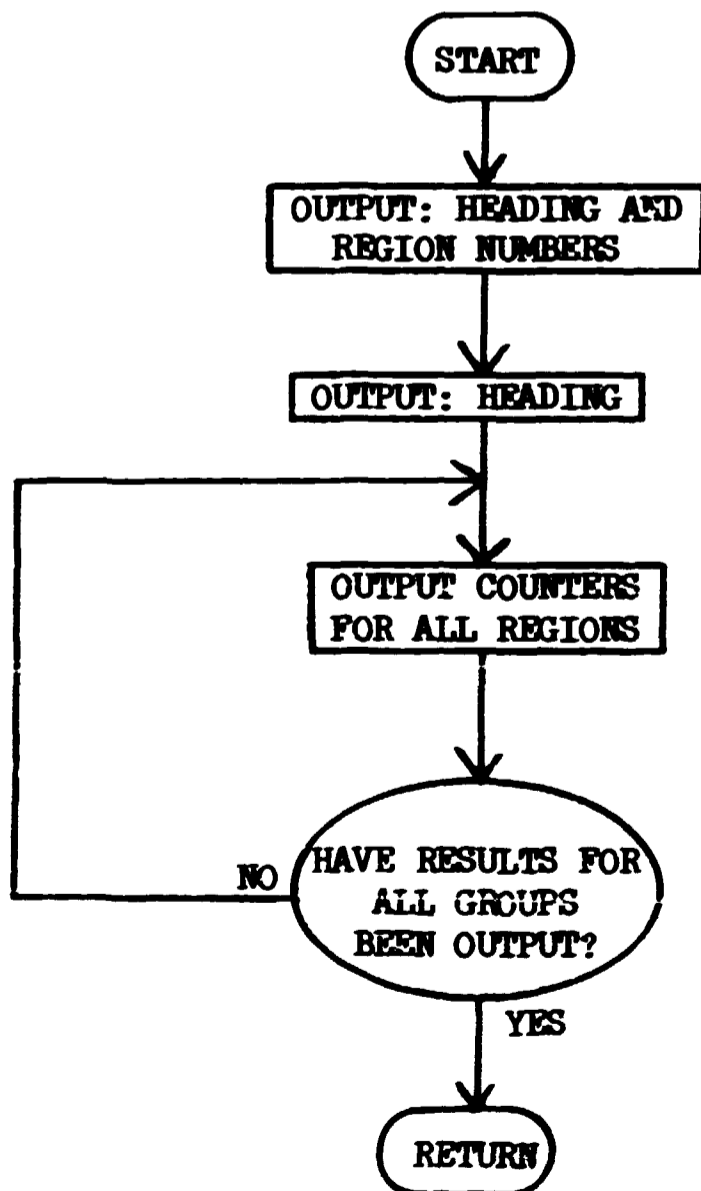 START
OUTPUT: HEADING AND
REGION NUMBERS
OUTPUT: HEADING
OUTPUT COUNTERS
FOR ALL REGIONS
HAVE RESULTS FOR
ALL GROUPS
BEEN OUTPUT?
NO
YES
RETURN